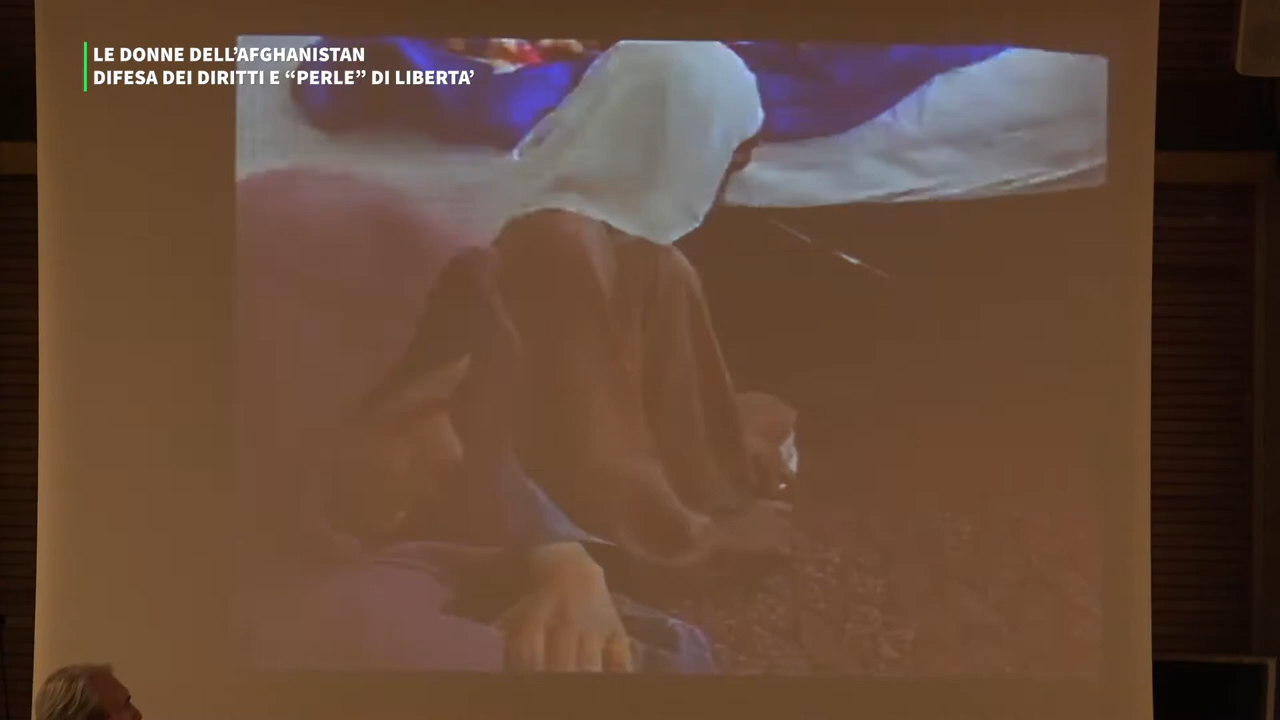 LE DONNE DELL’AFGHANISTAN
DIFESA DEI DIRITTI E “PERLE” DI LIBERTA’